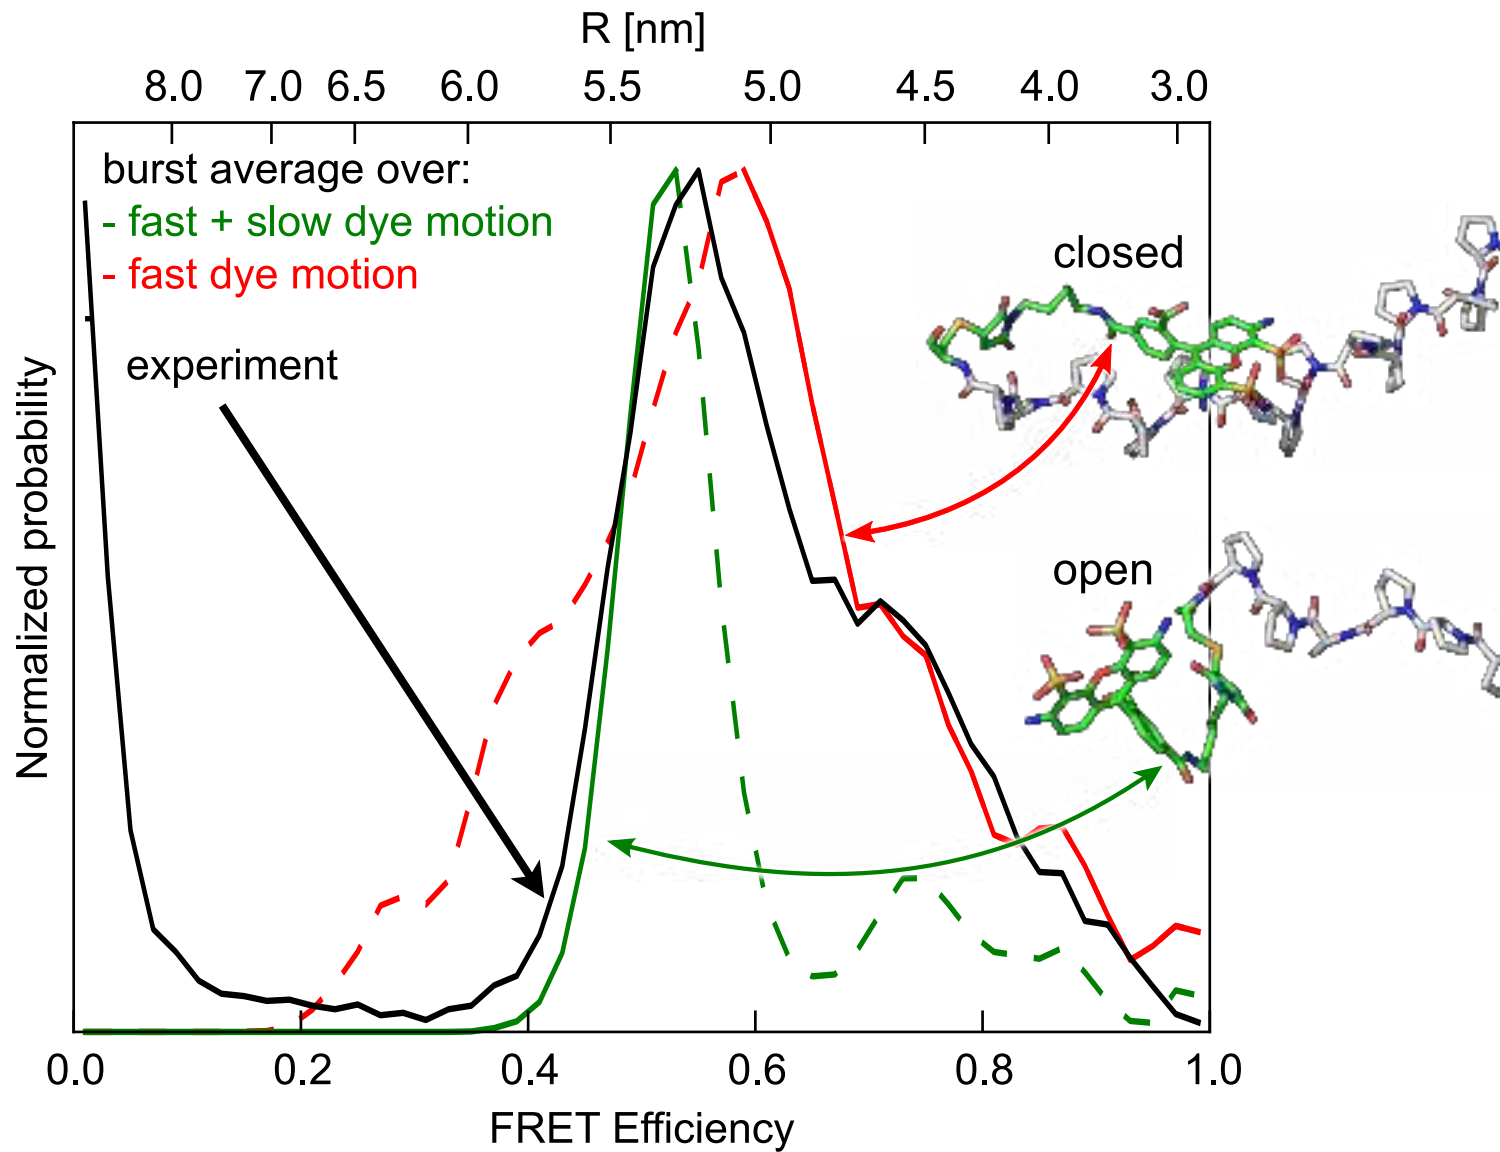 R [nm]
8.0 7.0 6.5 6.0 5.5 5.0 4.5 4.0 3.0
burst average over:
- fast + slow dye motion
- fast dye motion
closed
experiment
open
Normalized probability
0.0 0.2 0.4 0.6 0.8 1.0
FRET Efficiency